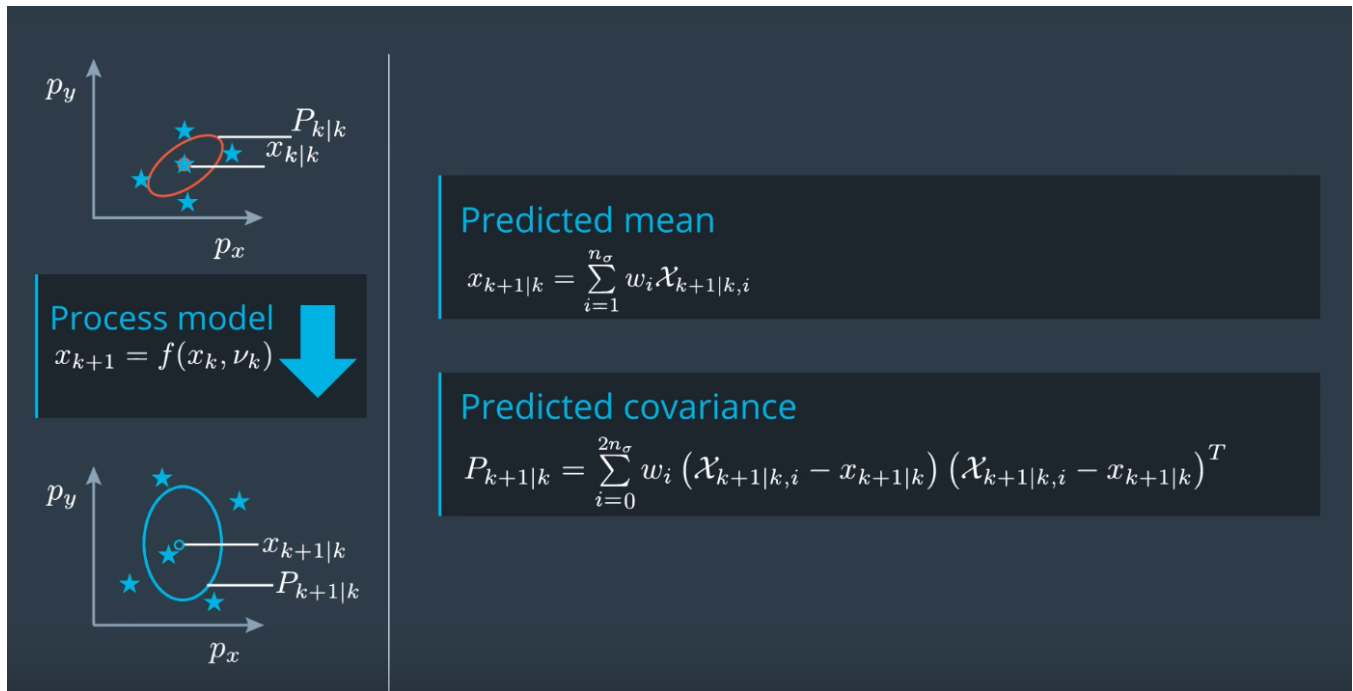 p_y
P_{k|k}
x_{k|k}
p_x
Process model
x_{k+1} = f(x_k, ν_k)
p_y
x_{k+1|k}
P_{k+1|k}
p_x
Predicted mean
x_{k+1|k} = \sum_{i=1}^{n_σ} w_i \mathcal{X}_{k+1|k,i}
Predicted covariance
P_{k+1|k} = \sum_{i=0}^{2n_σ} w_i (\mathcal{X}_{k+1|k,i} − x_{k+1|k}) (\mathcal{X}_{k+1|k,i} − x_{k+1|k})^T